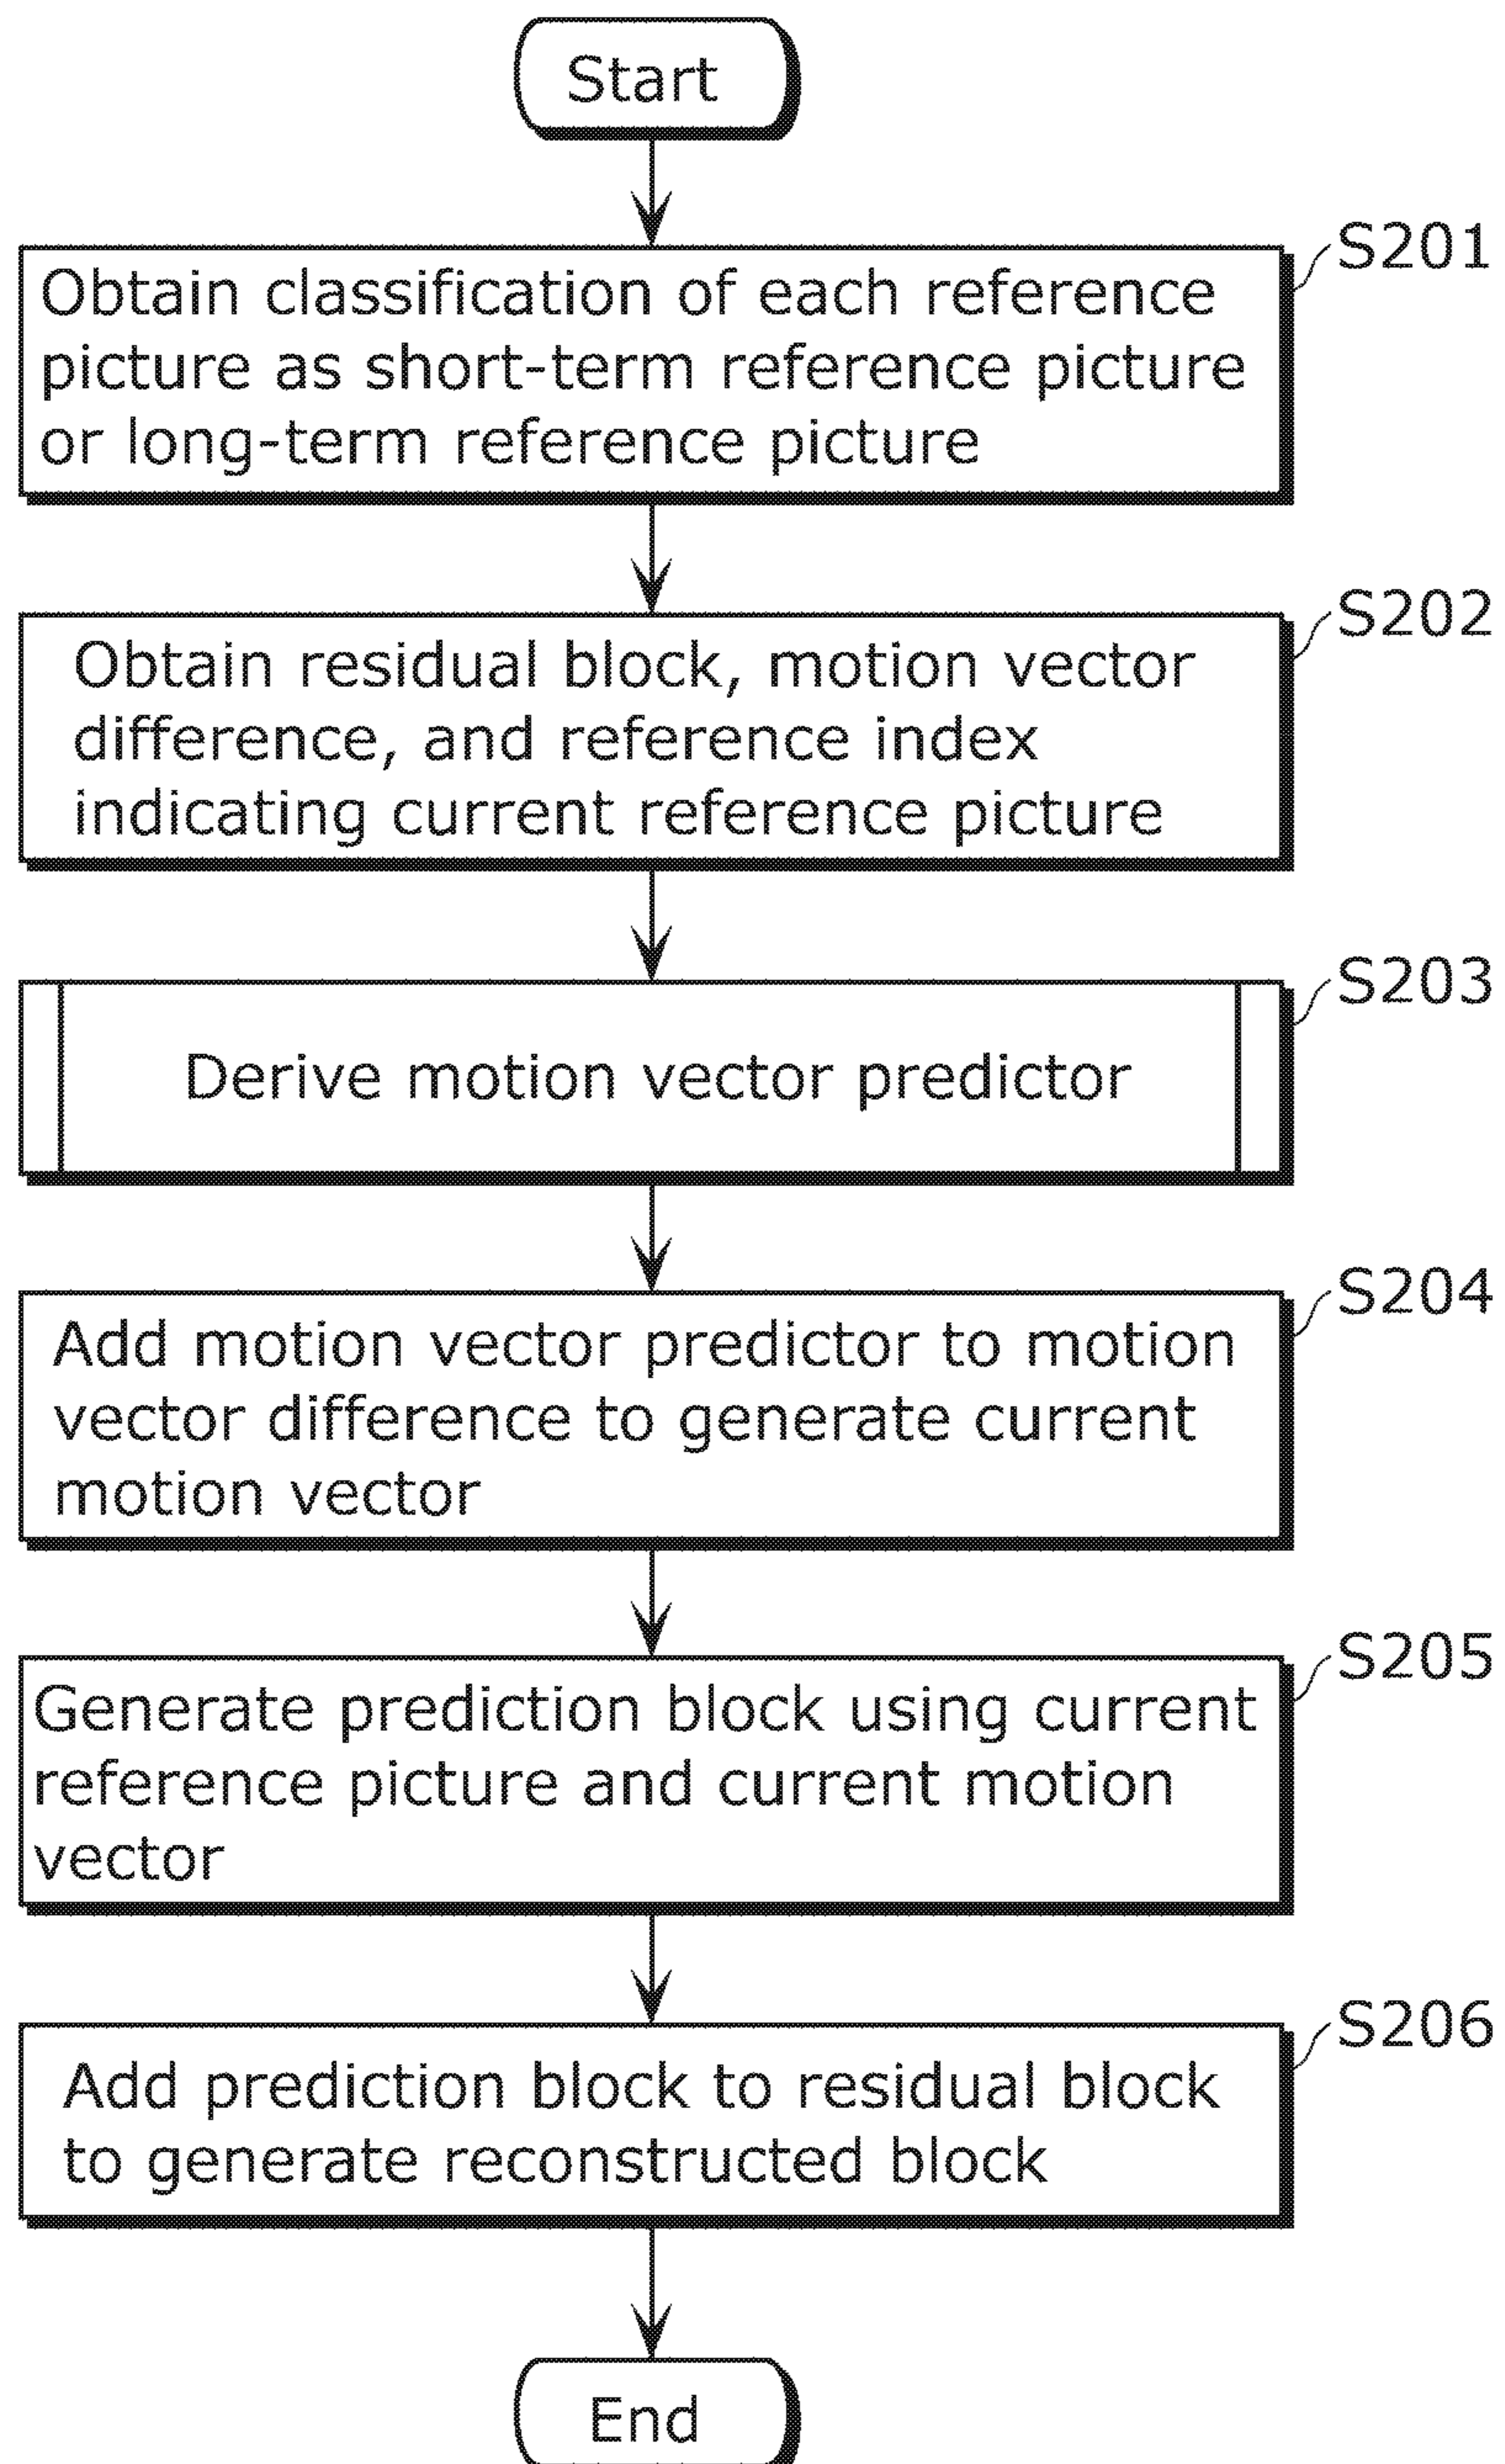 Start
S201
Obtain classification of each reference
picture as short-term reference picture
or long-term reference picture
S202
Obtain residual block, motion vector
difference, and reference index
indicating current reference picture
S203
Derive motion vector predictor
S204
Add motion vector predictor to motion
vector difference to generate current
motion vector
S205
Generate prediction block using current
reference picture and current motion
vector
S206
Add prediction block to residual block
to generate reconstructed block
End